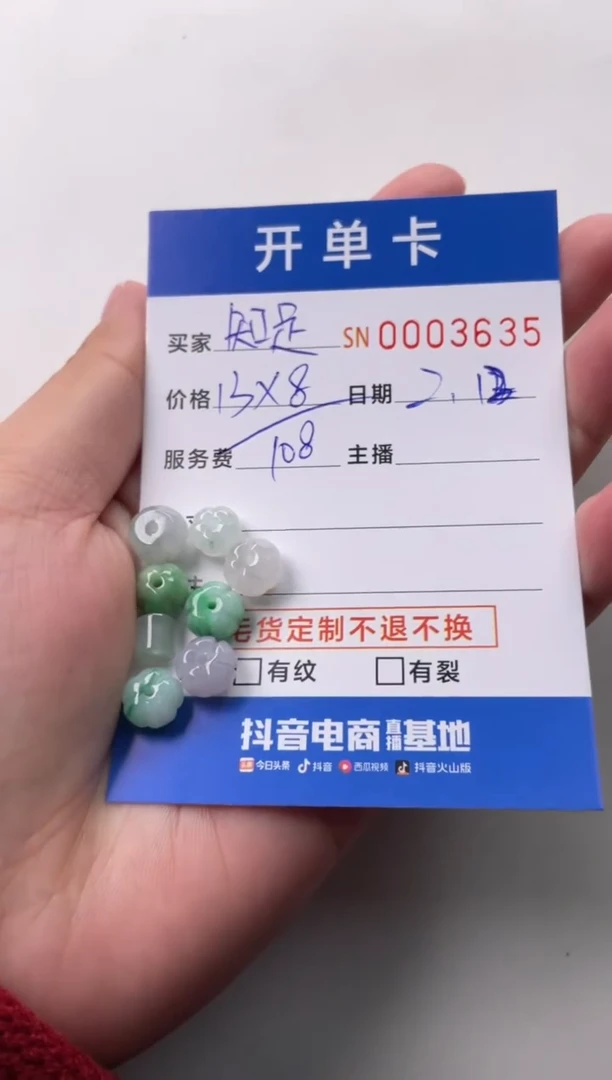 开单卡
买家 知足 SN 0003635
价格 13X8 日期 2.12
服务费 108 主播
毛货定制不退不换
有纹 有裂
抖音电商直播基地
今日头条 抖音 西瓜视频 抖音火山版